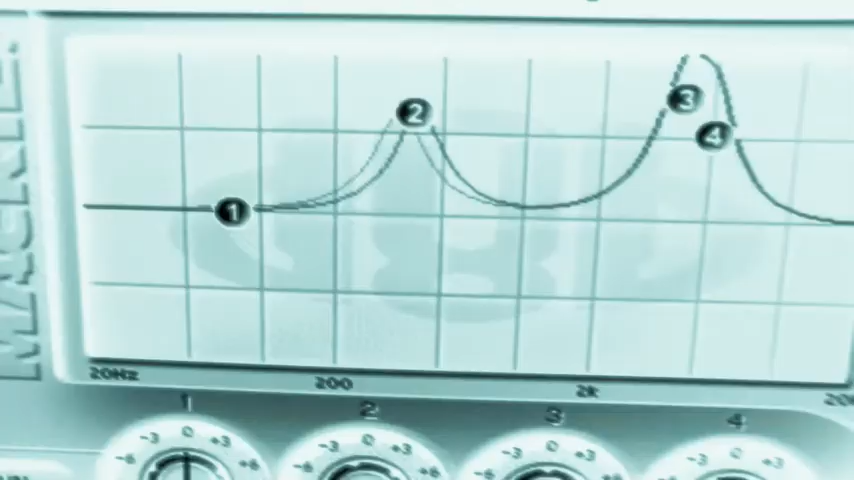 MACKIE.
1
2
3
4
20Hz 200 2k
1 2 3 4
-6 -3 0 +3 +6
-6 -3 0 +3 +6
-6 -3 0 +3 +6
-3 0 +3